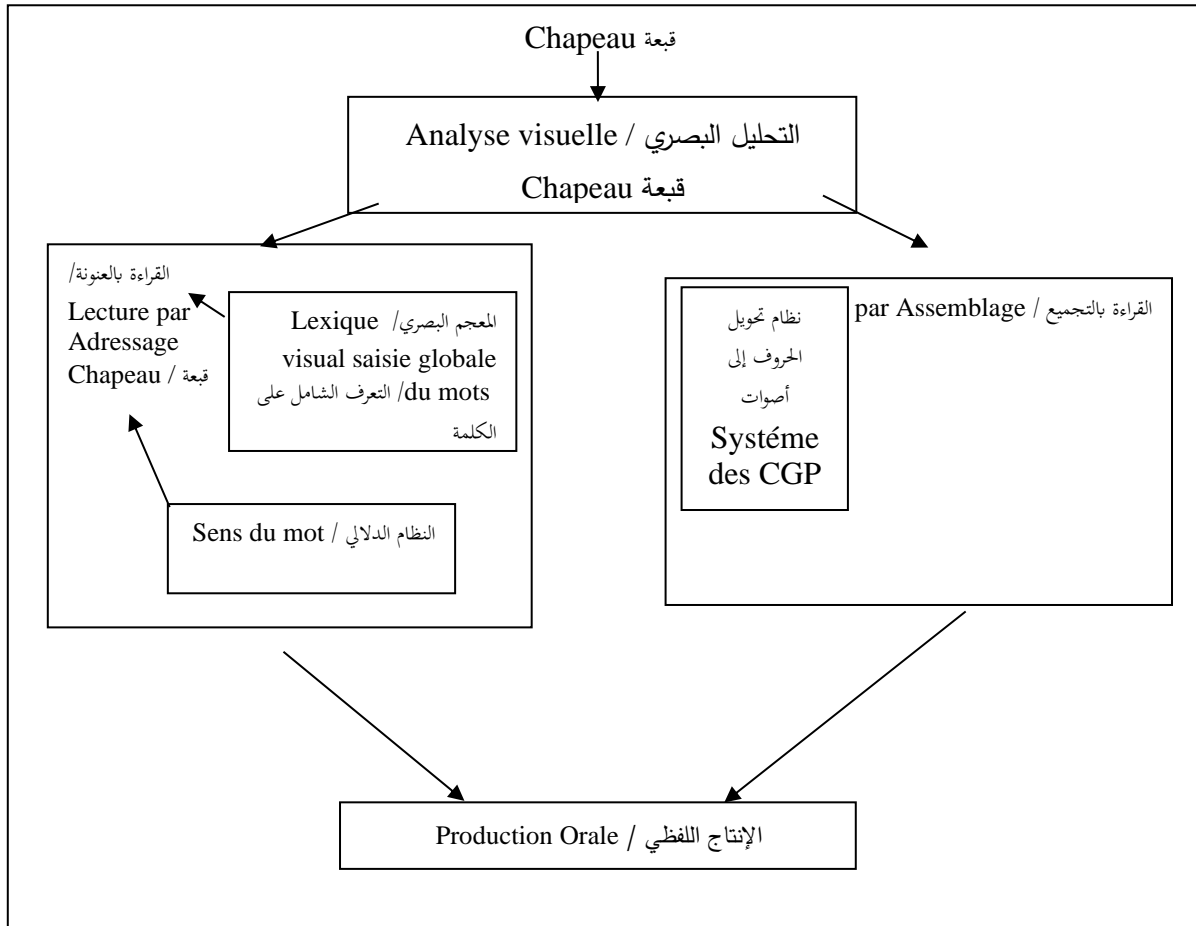 Chapeau قبعة
Analyse visuelle / التحليل البصري
Chapeau قبعة
القراءة بالعنونة/
Lecture par
Adressage
Chapeau / قبعة
Lexique /المعجم البصري
visual saisie globale
du mots/ التعرف الشامل على
الكلمة
Sens du mot / النظام الدلالي
par Assemblage / القراءة بالتجميع
نظام تحويل
الحروف إلى
أصوات
Systéme
des CGP
Production Orale / الإنتاج اللفظي